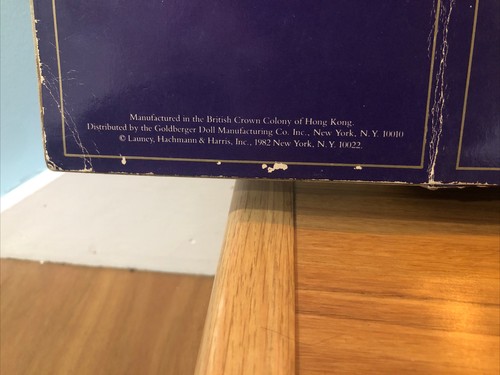 Manufactured in the British Crown Colony of Hong Kong.
Distributed by the Goldberger Doll Manufacturing Co. Inc., New York, N.Y. 10010
© Launey, Hachmann & Harris, Inc., 1982 New York, N.Y. 10022.